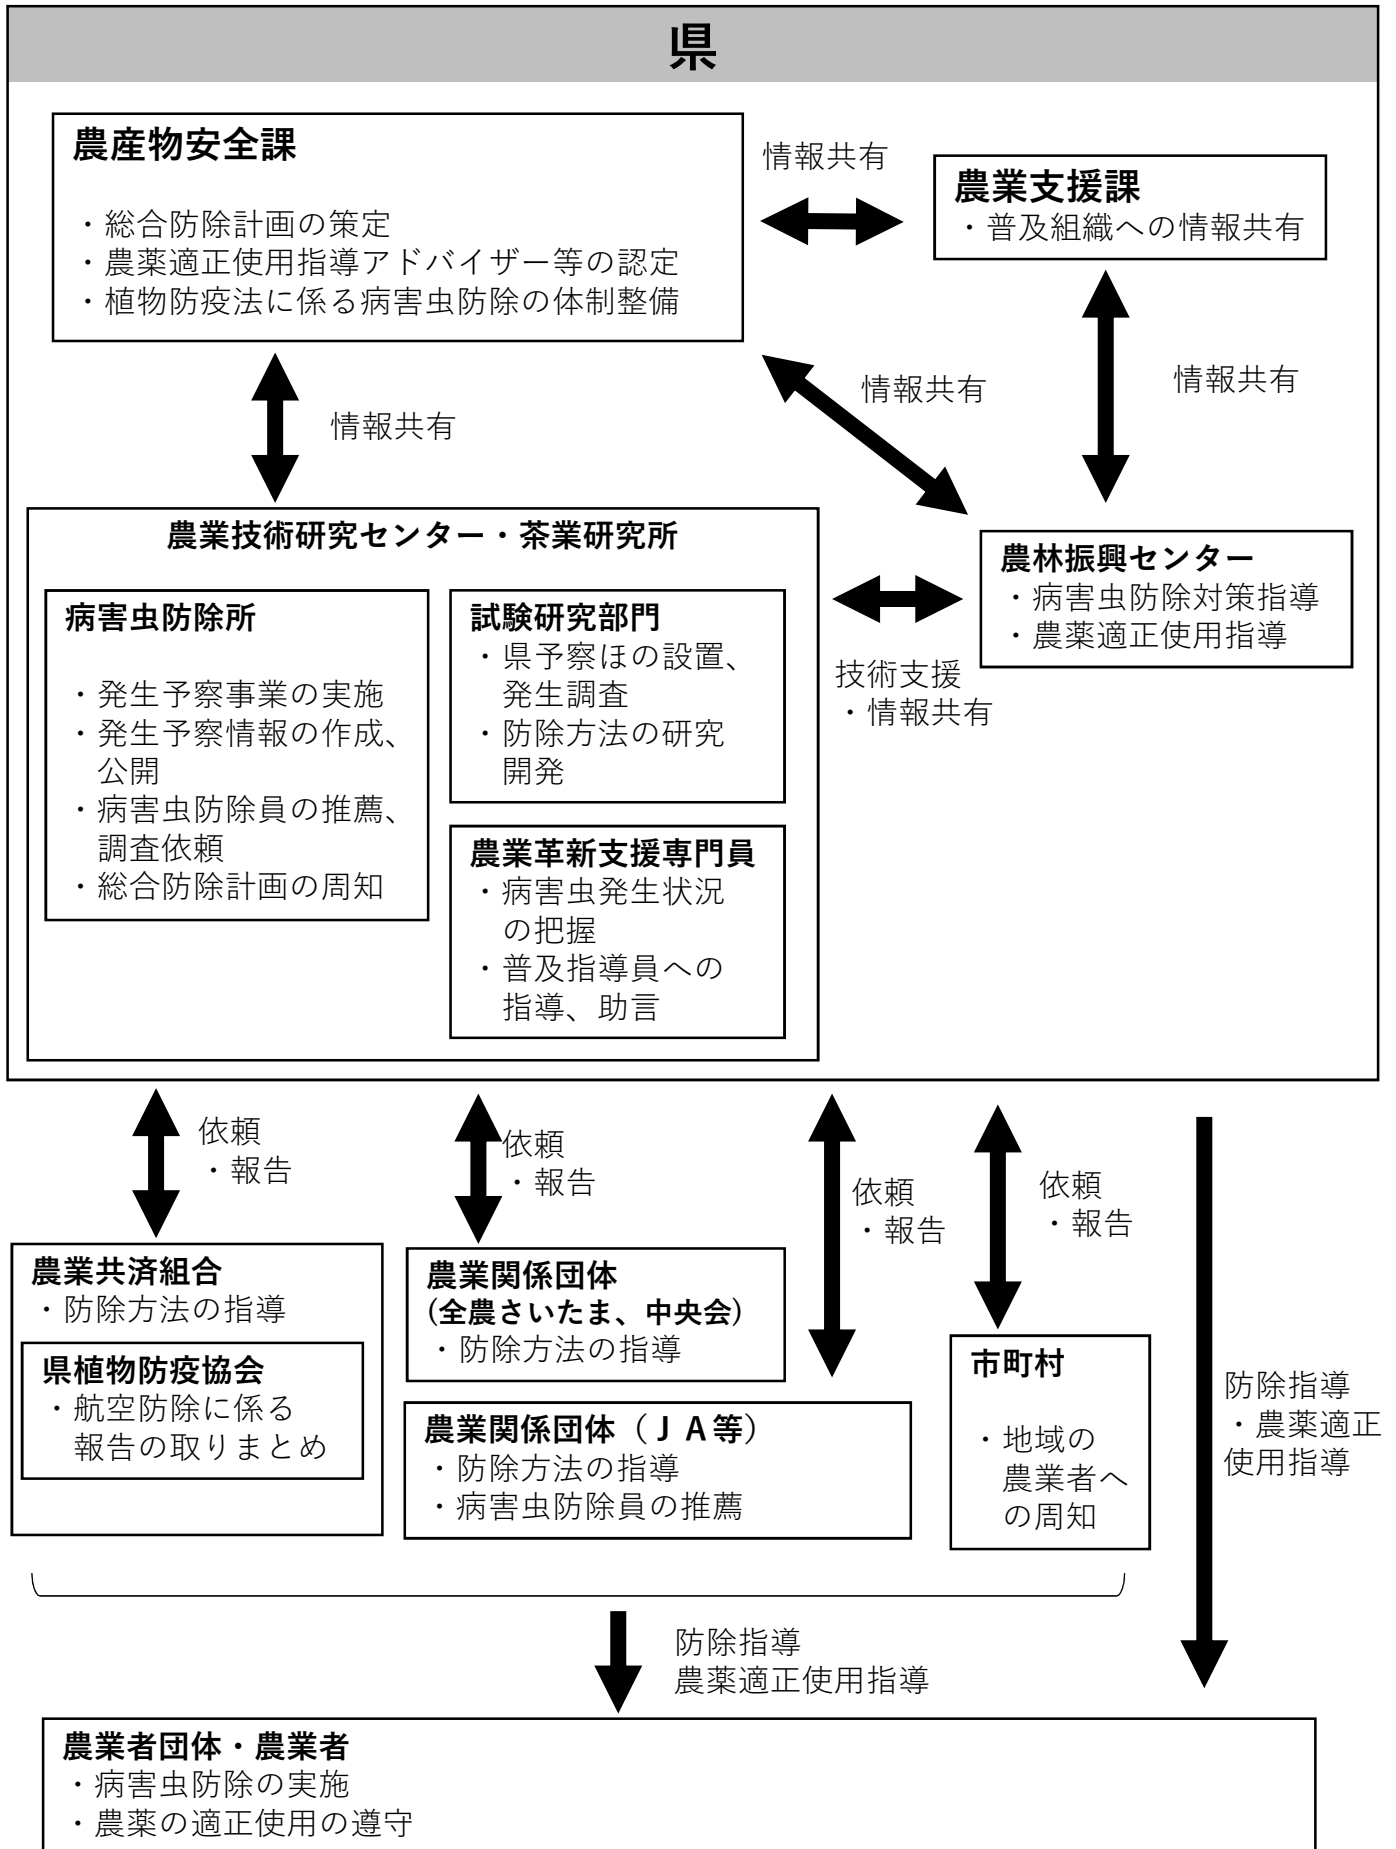 県
農産物安全課
・総合防除計画の策定
・農薬適正使用指導アドバイザー等の認定
・植物防疫法に係る病害虫防除の体制整備
情報共有
農業支援課
・普及組織への情報共有
情報共有
情報共有
情報共有
農業技術研究センター・茶業研究所
病害虫防除所
・発生予察事業の実施
・発生予察情報の作成、
公開
・病害虫防除員の推薦、
調査依頼
・総合防除計画の周知
試験研究部門
・県予察ほの設置、
発生調査
・防除方法の研究
開発
農業革新支援専門員
・病害虫発生状況
の把握
・普及指導員への
指導、助言
技術支援
・情報共有
農林振興センター
・病害虫防除対策指導
・農薬適正使用指導
依頼
・報告
依頼
・報告
依頼
・報告
依頼
・報告
農業共済組合
・防除方法の指導
県植物防疫協会
・航空防除に係る
報告の取りまとめ
農業関係団体
(全農さいたま、中央会)
・防除方法の指導
農業関係団体（ＪＡ等）
・防除方法の指導
・病害虫防除員の推薦
市町村
・地域の
農業者へ
の周知
防除指導
・農薬適正
使用指導
防除指導
農薬適正使用指導
農業者団体・農業者
・病害虫防除の実施
・農薬の適正使用の遵守